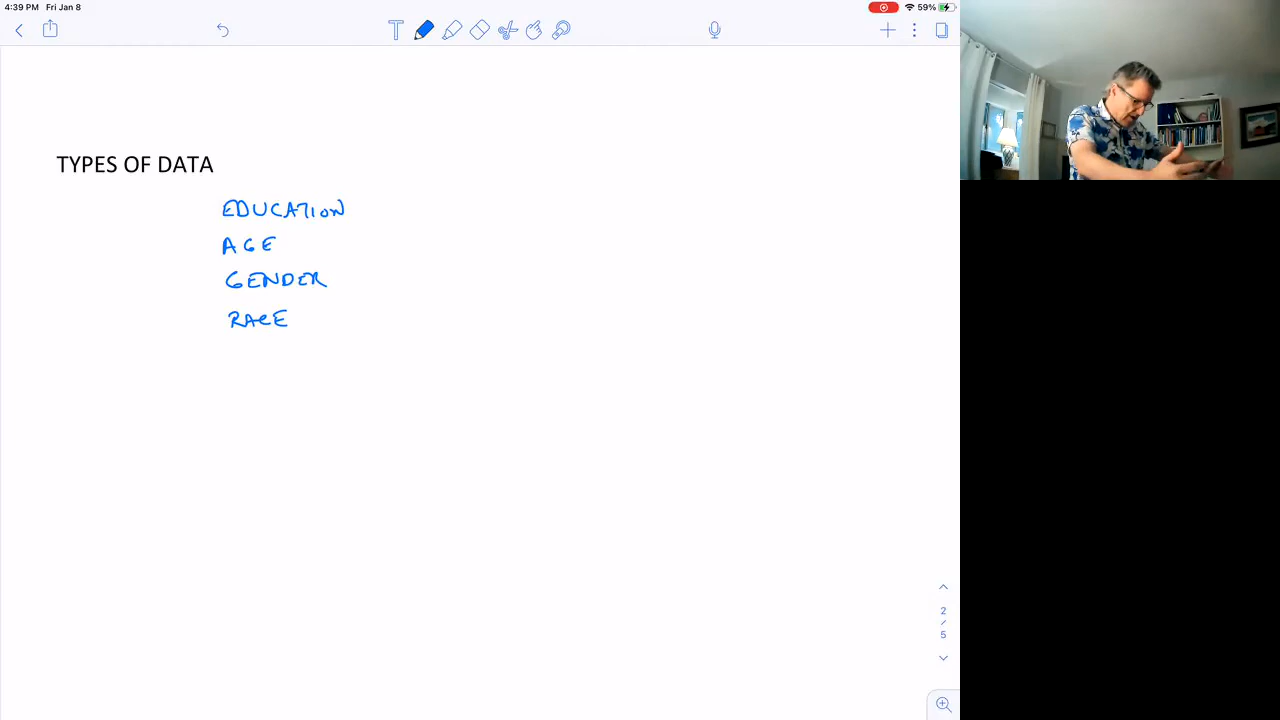 4:39 PM Fri Jan 8
59%
T
TYPES OF DATA
EDUCATION
AGE
GENDER
RACE
2
/
5